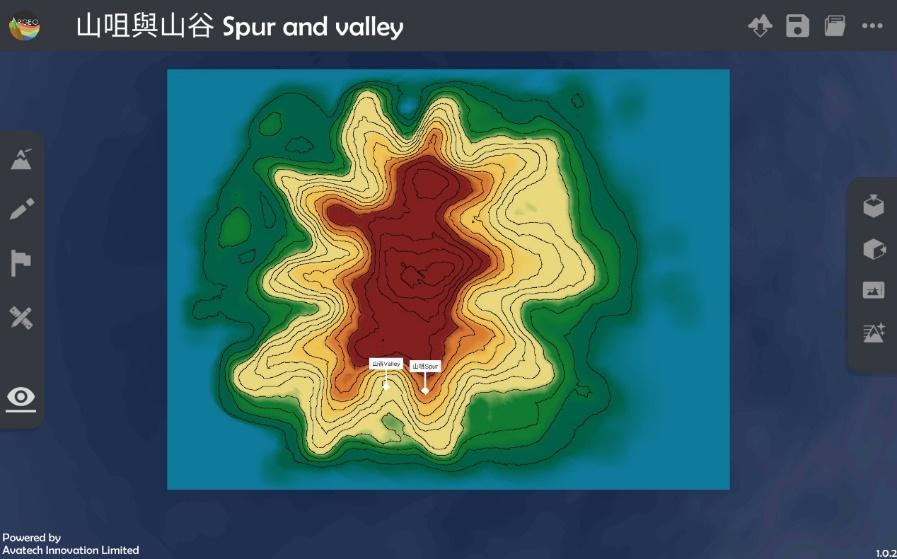 ARGEO
山咀與山谷 Spur and valley
山谷Valley
山咀Spur
Powered by
Avatech Innovation Limited
1.0.2